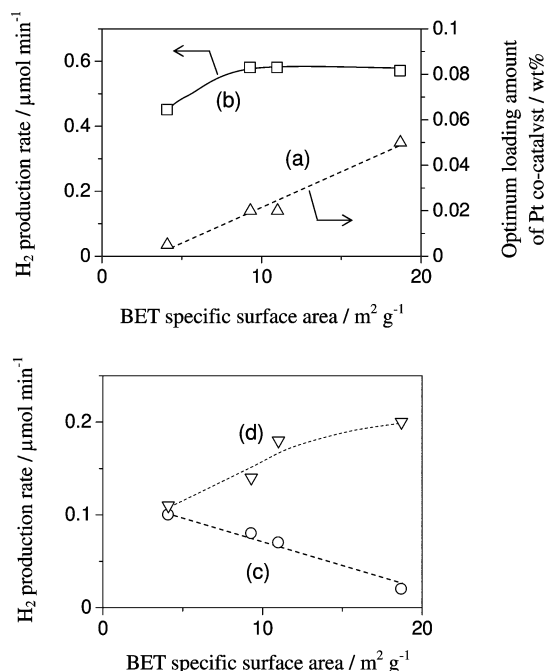 H₂ production rate / μmol min⁻¹
0.6
0.4
0.2
0
(b)
(a)
0.1
0.08
0.06
0.04
0.02
0
Optimum loading amount
of Pt co-catalyst / wt%
0 10 20
BET specific surface area / m² g⁻¹
H₂ production rate / μmol min⁻¹
0.2
0.1
0
(d)
(c)
0 10 20
BET specific surface area / m² g⁻¹